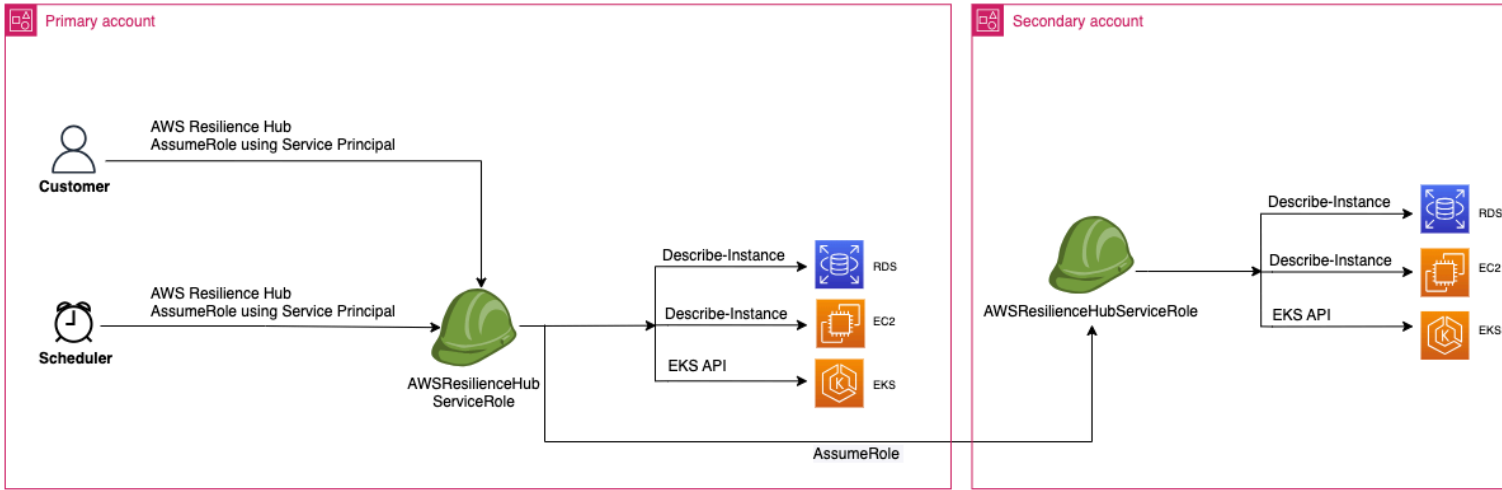 Primary account
Secondary account
AWS Resilience Hub
AssumeRole using Service Principal
Customer
AWS Resilience Hub
AssumeRole using Service Principal
Scheduler
AWSResilienceHub
ServiceRole
Describe-Instance
RDS
Describe-Instance
EC2
EKS API
K
EKS
AssumeRole
AWSResilienceHubServiceRole
Describe-Instance
RDS
Describe-Instance
EC2
EKS API
K
EKS